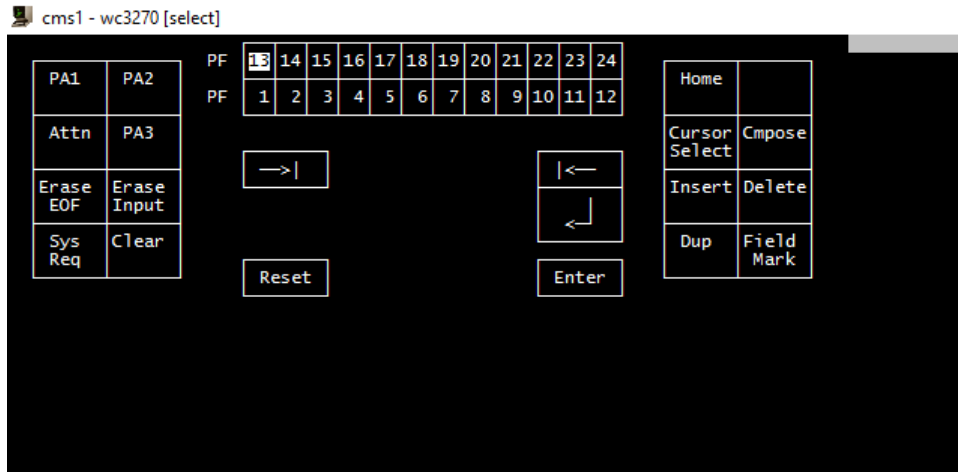 cms1 - wc3270 [select]
PF 13 14 15 16 17 18 19 20 21 22 23 24
PA1 PA2 Home
PF 1 2 3 4 5 6 7 8 9 10 11 12
Attn PA3 Cursor Cmpose
Select
—>| |<—
Erase Erase Insert Delete
EOF Input
<┘
Sys Clear Dup Field
Req Mark
Reset Enter